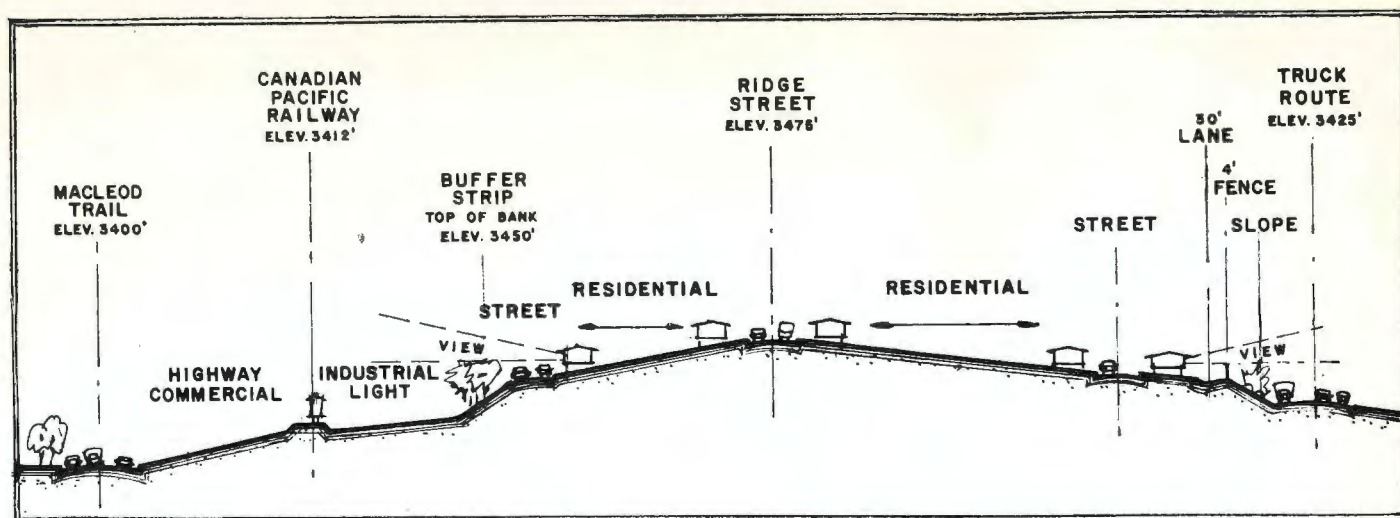 MACLEOD
TRAIL
ELEV. 3400'
CANADIAN
PACIFIC
RAILWAY
ELEV. 3412'
BUFFER
STRIP
TOP OF BANK
ELEV. 3450'
RIDGE
STREET
ELEV. 3476'
30'
LANE
TRUCK
ROUTE
ELEV. 3425'
4'
FENCE
STREET
SLOPE
STREET
RESIDENTIAL
RESIDENTIAL
VIEW
VIEW
HIGHWAY
COMMERCIAL
INDUSTRIAL
LIGHT